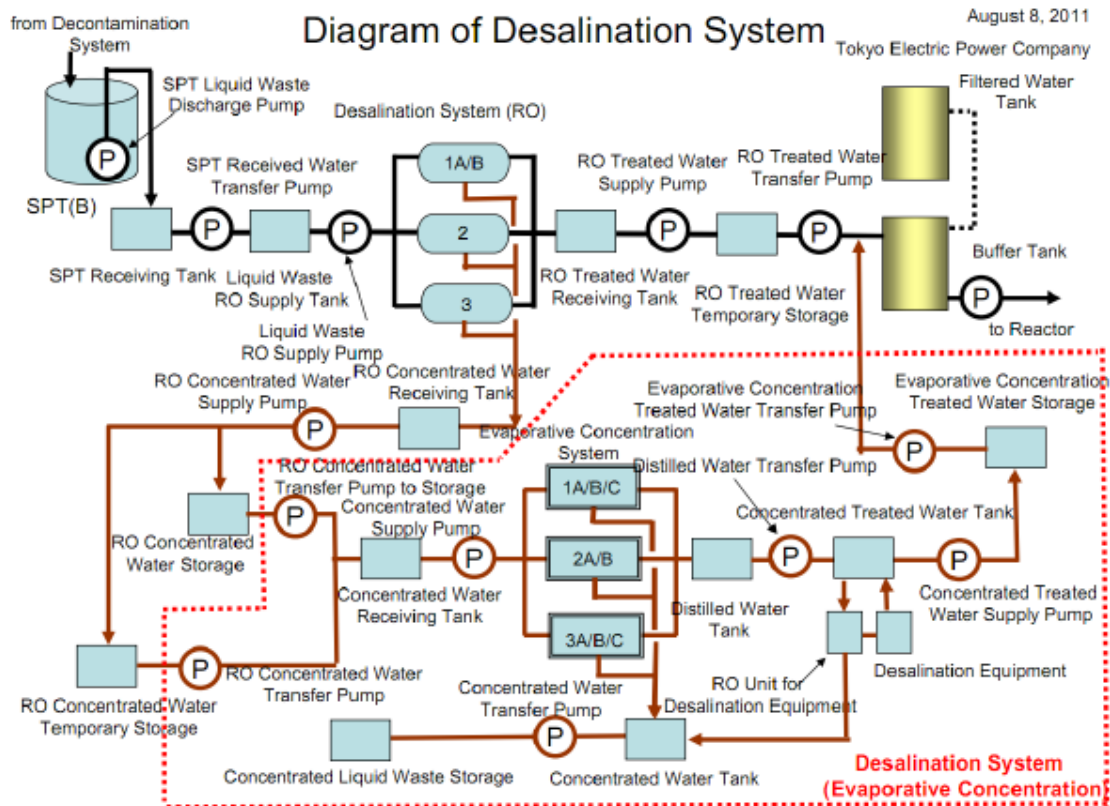 Diagram of Desalination System
August 8, 2011
Tokyo Electric Power Company
from Decontamination
System
SPT Liquid Waste
Discharge Pump
P
SPT(B)
SPT Receiving Tank
SPT Received Water
Transfer Pump
P
Liquid Waste
RO Supply Tank
P
Liquid Waste
RO Supply Pump
Desalination System (RO)
1A/B
2
3
RO Treated Water
Receiving Tank
RO Treated Water
Supply Pump
P
RO Treated Water
Temporary Storage
RO Treated Water
Transfer Pump
P
Filtered Water
Tank
Buffer Tank
P
to Reactor
RO Concentrated Water
Receiving Tank
RO Concentrated Water
Supply Pump
P
RO Concentrated Water
Transfer Pump to Storage
P
RO Concentrated
Water Storage
RO Concentrated Water
Temporary Storage
P
RO Concentrated Water
Transfer Pump
Concentrated Water
Supply Pump
P
Concentrated Water
Receiving Tank
Evaporative Concentration
System
1A/B/C
2A/B
3A/B/C
Distilled Water
Tank
Distilled Water Transfer Pump
P
Concentrated Treated Water Tank
P
Concentrated Treated
Water Supply Pump
Evaporative Concentration
Treated Water Storage
Evaporative Concentration
Treated Water Transfer Pump
P
Desalination Equipment
RO Unit for
Desalination Equipment
Concentrated Water
Transfer Pump
P
Concentrated Water Tank
Concentrated Liquid Waste Storage
Desalination System
(Evaporative Concentration)